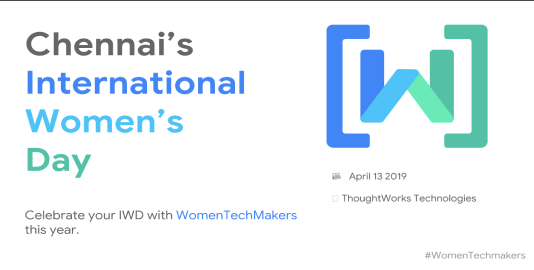 Chennai's
International
Women's
Day
April 13 2019
ThoughtWorks Technologies
Celebrate your IWD with WomenTechMakers
this year.
#WomenTechmakers